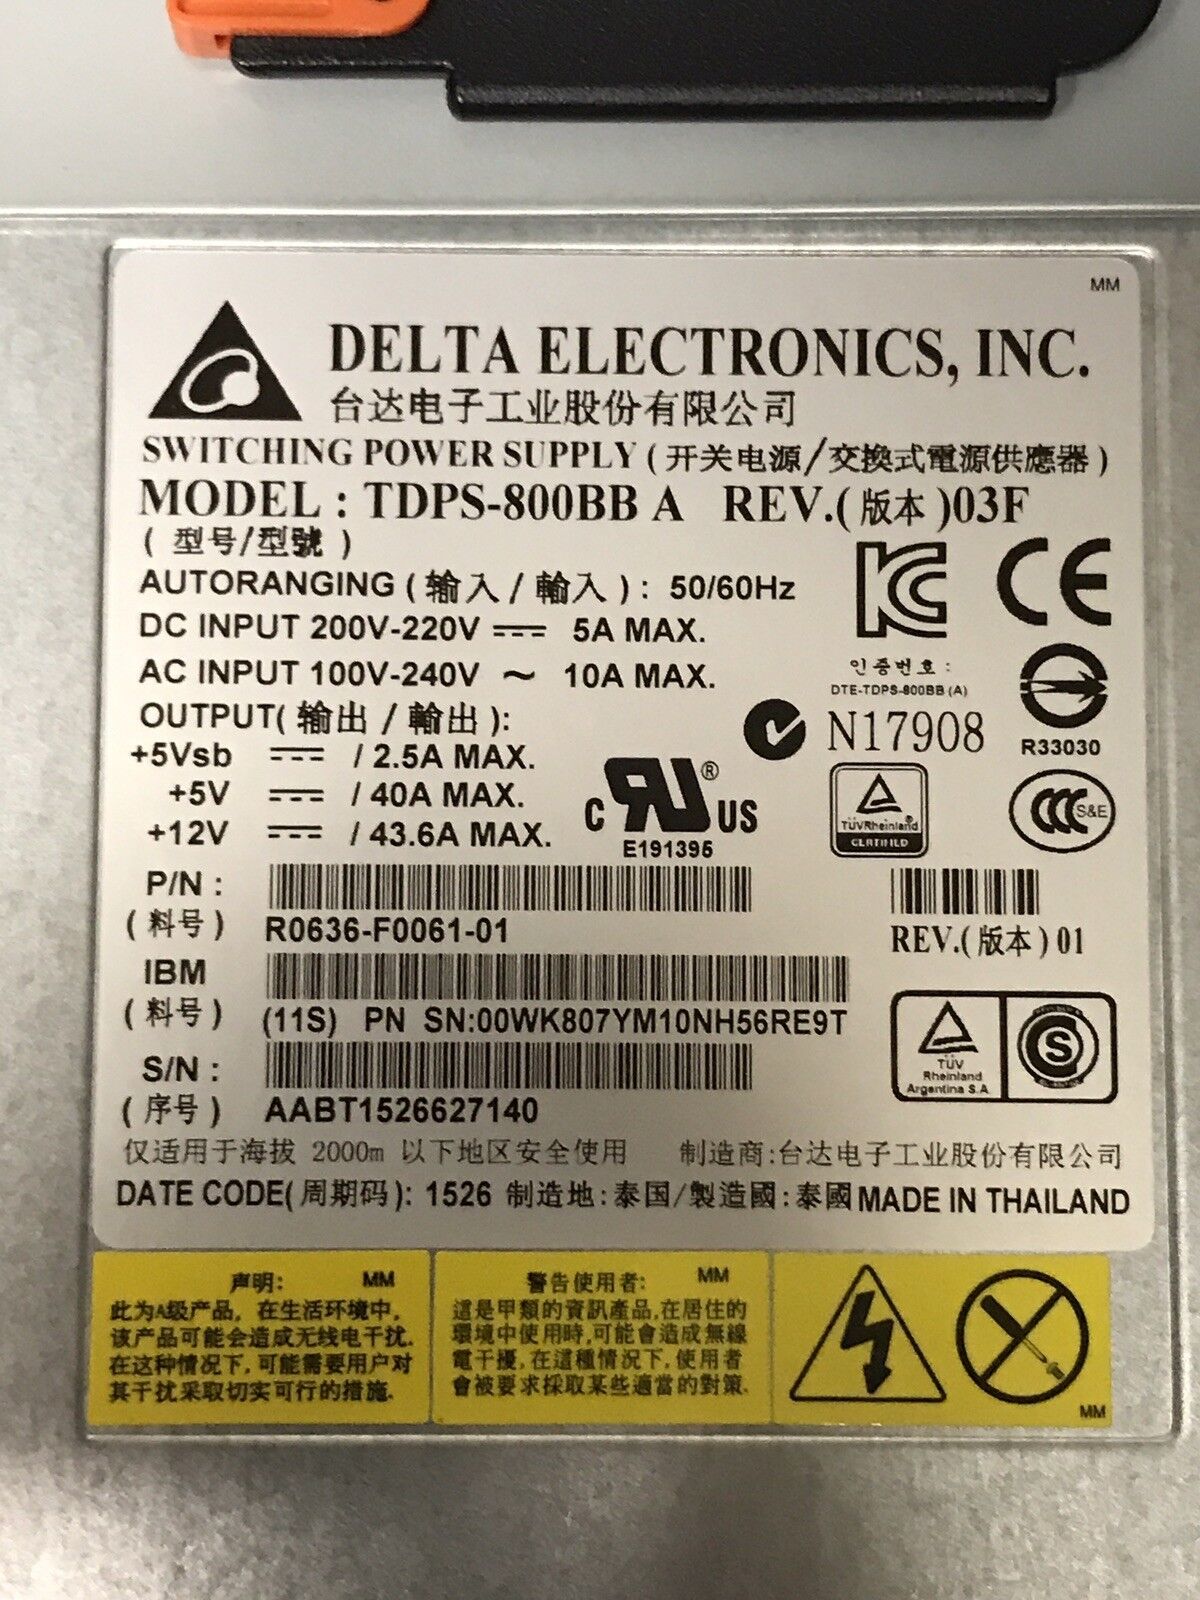 MM
DELTA ELECTRONICS, INC.
台达电子工业股份有限公司
SWITCHING POWER SUPPLY (开关电源/交換式電源供應器)
MODEL : TDPS-800BB A REV.(版本)03F
(型号/型號)
AUTORANGING (输入/輸入): 50/60Hz
DC INPUT 200V-220V 5A MAX.
AC INPUT 100V-240V ~ 10A MAX.
OUTPUT(输出/輸出):
+5Vsb / 2.5A MAX.
+5V / 40A MAX.
+12V / 43.6A MAX.
KC CE
인증번호 :
DTE-TDPS-800BB (A)
N17908
R33030
C RU ® US
E191395
TÜVRheinland
CERTIFIED
CCC S&E
P/N :
(料号)
R0636-F0061-01
REV.(版本) 01
IBM
(料号)
(11S) PN SN:00WK807YM10NH56RE9T
TÜV
Rheinland
Argentina S.A
S
S/N :
(序号)
AABT1526627140
仅适用于海拔 2000m 以下地区安全使用 制造商:台达电子工业股份有限公司
DATE CODE(周期码): 1526 制造地:泰国/製造國:泰國 MADE IN THAILAND
声明: MM
此为A级产品, 在生活环境中,
该产品可能会造成无线电干扰.
在这种情况下, 可能需要用户对
其干扰采取切实可行的措施.
警告使用者: MM
這是甲類的資訊產品,在居住的
環境中使用時,可能會造成無線
電干擾,在這種情況下,使用者
會被要求採取某些適當的對策.
MM